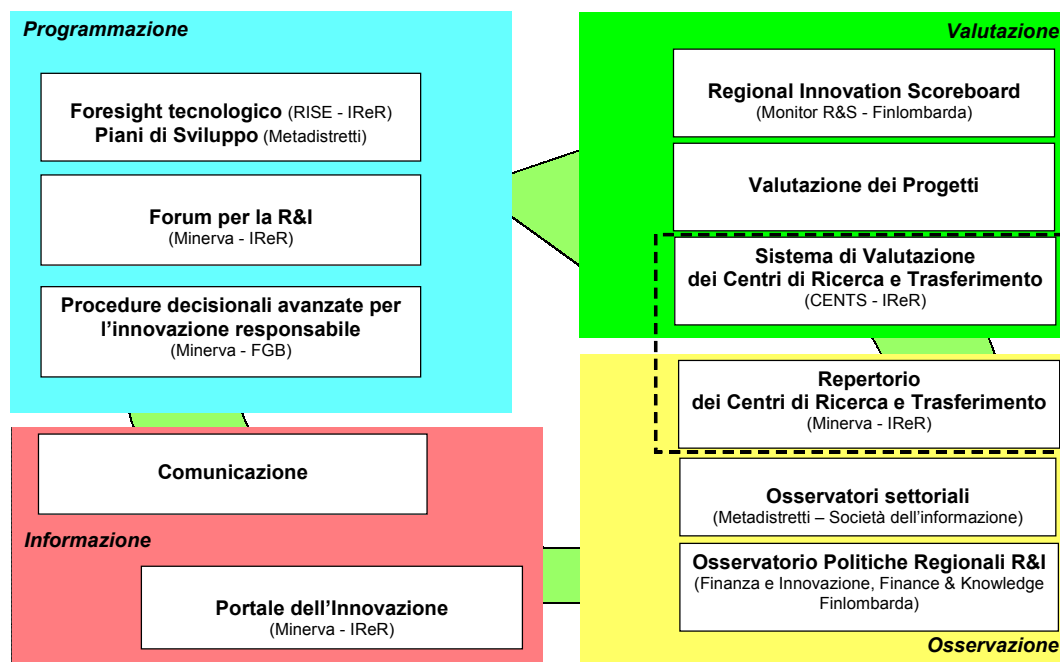 Programmazione
Foresight tecnologico (RISE - IReR)
Piani di Sviluppo (Metadistretti)
Forum per la R&I
(Minerva - IReR)
Procedure decisionali avanzate per
l'innovazione responsabile
(Minerva - FGB)
Valutazione
Regional Innovation Scoreboard
(Monitor R&S - Finlombarda)
Valutazione dei Progetti
Sistema di Valutazione
dei Centri di Ricerca e Trasferimento
(CENTS - IReR)
Comunicazione
Informazione
Portale dell'Innovazione
(Minerva - IReR)
Repertorio
dei Centri di Ricerca e Trasferimento
(Minerva - IReR)
Osservatori settoriali
(Metadistretti – Società dell'informazione)
Osservatorio Politiche Regionali R&I
(Finanza e Innovazione, Finance & Knowledge
Finlombarda)
Osservazione